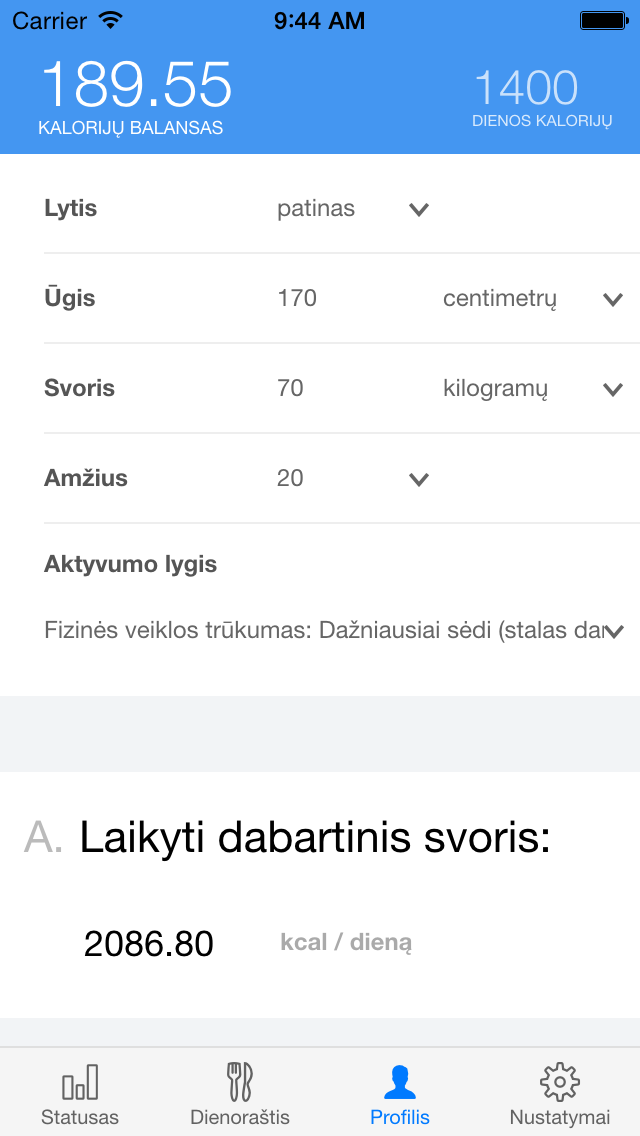 Carrier 9:44 AM
189.55 1400
KALORIJŲ BALANSAS DIENOS KALORIJŲ
Lytis patinas
Ūgis 170 centimetrų
Svoris 70 kilogramų
Amžius 20
Aktyvumo lygis
Fizinės veiklos trūkumas: Dažniausiai sėdi (stalas dar
A. Laikyti dabartinis svoris:
2086.80 kcal / dieną
Statusas Dienoraštis Profilis Nustatymai